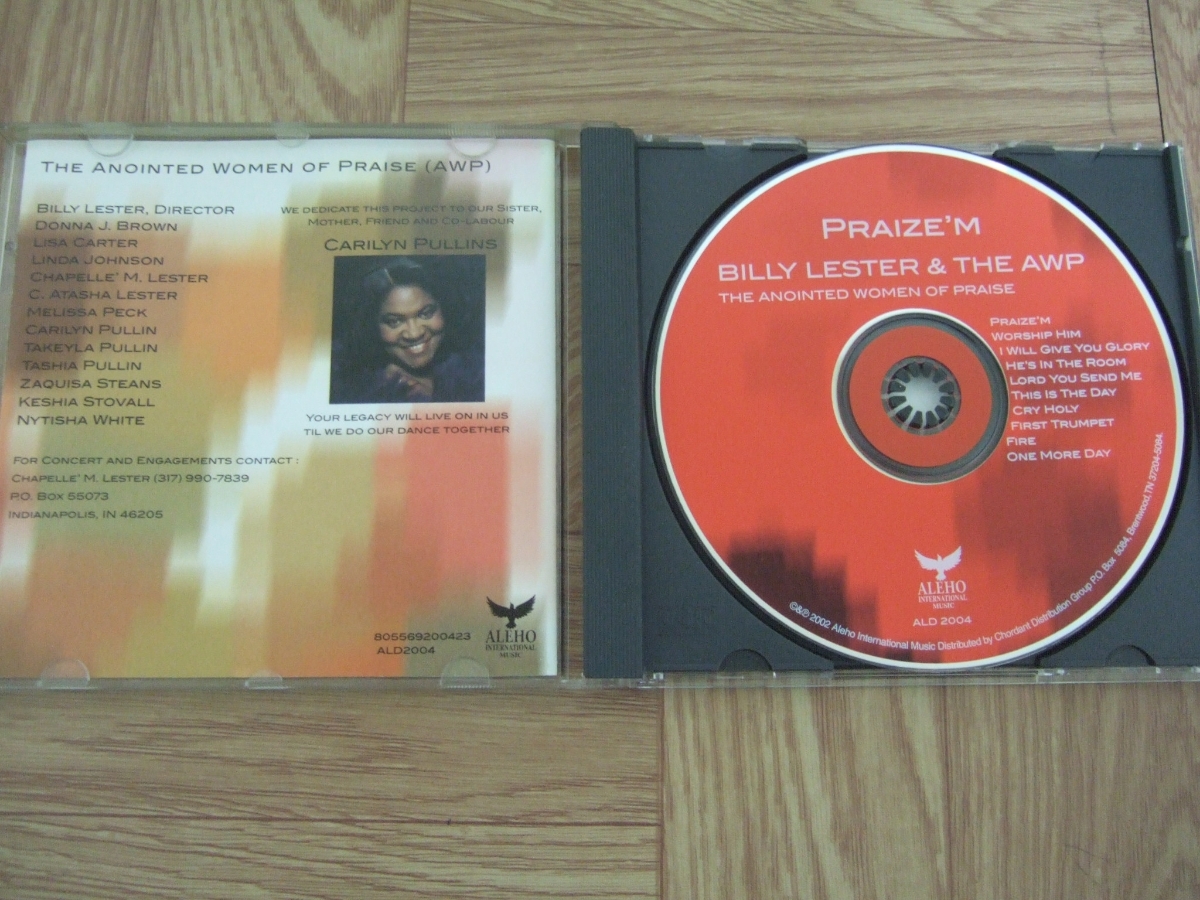 THE ANOINTED WOMEN OF PRAISE (AWP)
BILLY LESTER, DIRECTOR
DONNA J. BROWN
LISA CARTER
LINDA JOHNSON
CHAPELLE' M. LESTER
C. ATASHA LESTER
MELISSA PECK
CARILYN PULLIN
TAKEYLA PULLIN
TASHIA PULLIN
ZAQUISA STEANS
KESHIA STOVALL
NYTISHA WHITE
WE DEDICATE THIS PROJECT TO OUR SISTER,
MOTHER, FRIEND AND CO-LABOUR
CARILYN PULLINS
YOUR LEGACY WILL LIVE ON IN US
TIL WE DO OUR DANCE TOGETHER
FOR CONCERT AND ENGAGEMENTS CONTACT :
CHAPELLE' M. LESTER (317) 990-7839
P.O. BOX 55073
INDIANAPOLIS, IN 46205
805569200423
ALD2004
ALEHO
INTERNATIONAL
MUSIC
PRAIZE'M
BILLY LESTER & THE AWP
THE ANOINTED WOMEN OF PRAISE
PRAIZE'M
WORSHIP HIM
I WILL GIVE YOU GLORY
HE'S IN THE ROOM
LORD YOU SEND ME
THIS IS THE DAY
CRY HOLY
FIRST TRUMPET
FIRE
ONE MORE DAY
ALEHO
INTERNATIONAL
MUSIC
ALD 2004
©&℗ 2002 Aleho International Music Distributed by Chordant Distribution Group P.O. Box 5084, Brentwood, TN 37204-5084.